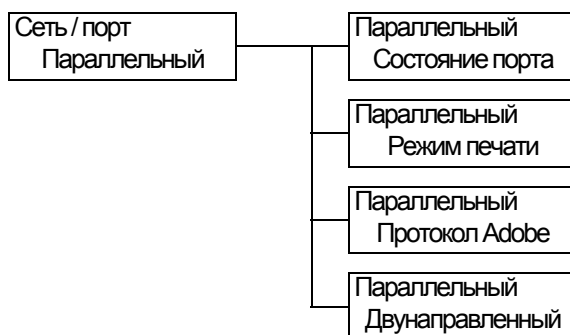 Сеть / порт
Параллельный
Параллельный
Состояние порта
Параллельный
Режим печати
Параллельный
Протокол Adobe
Параллельный
Двунаправленный